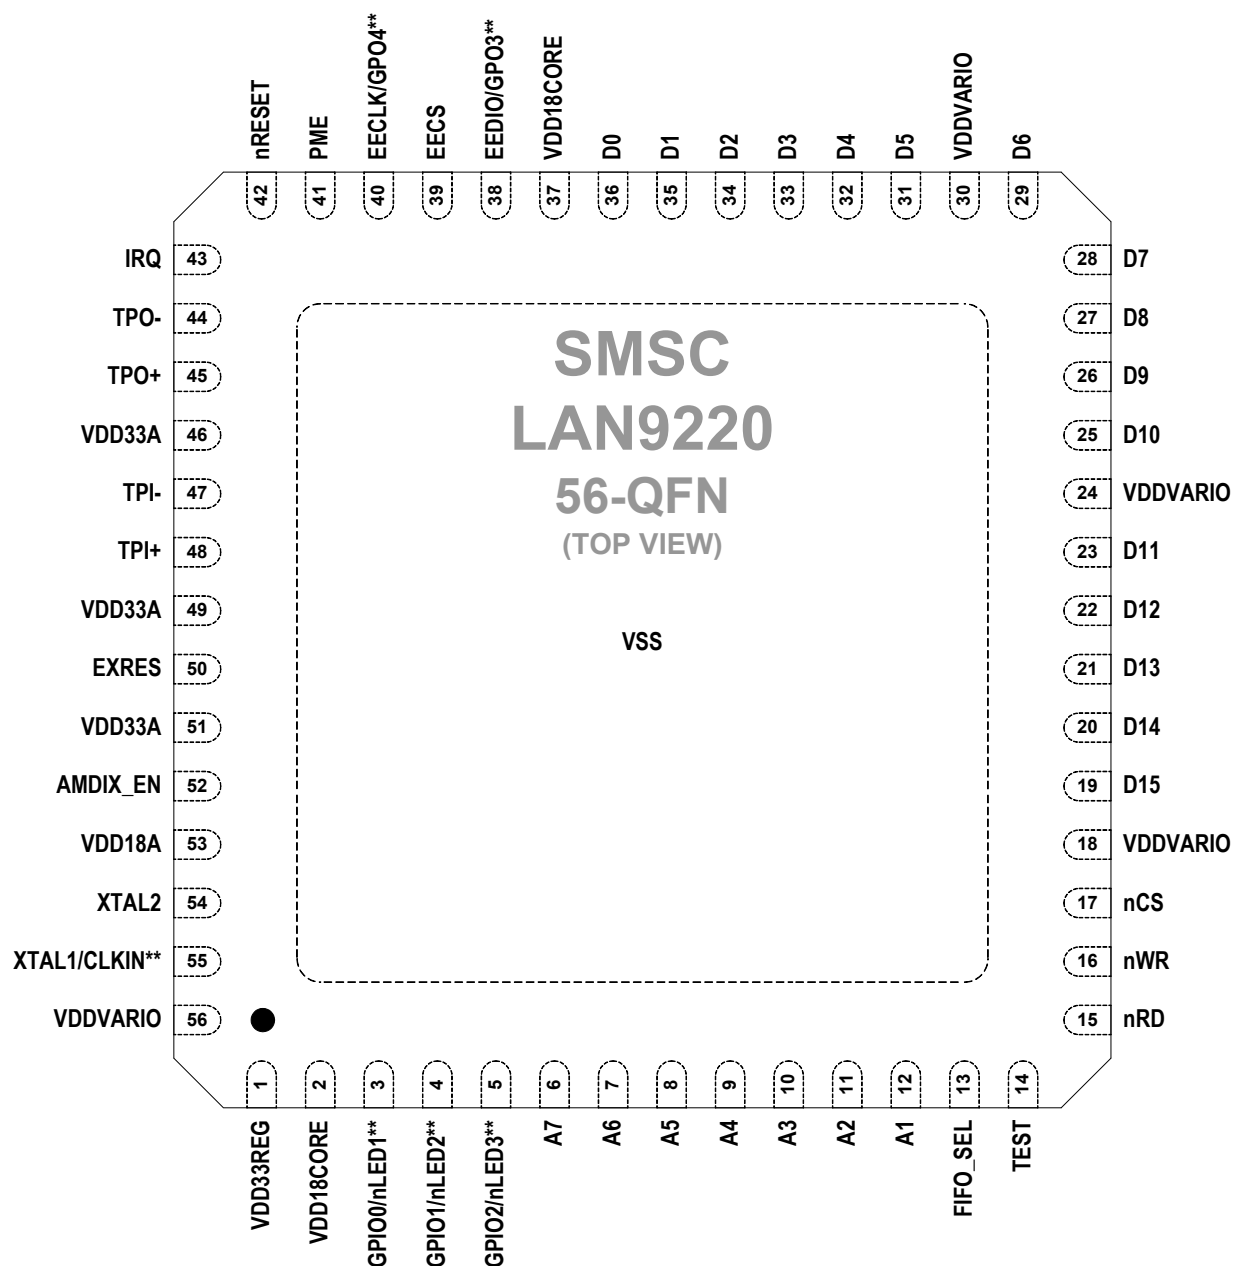 nRESET
PME
EECLK/GPO4**
EECS
EEDIO/GPO3**
VDD18CORE
D0
D1
D2
D3
D4
D5
VDDVARIO
D6
42
41
40
39
38
37
36
35
34
33
32
31
30
29
IRQ 43
TPO- 44
TPO+ 45
VDD33A 46
TPI- 47
TPI+ 48
VDD33A 49
EXRES 50
VDD33A 51
AMDIX_EN 52
VDD18A 53
XTAL2 54
XTAL1/CLKIN** 55
VDDVARIO 56
SMSC
LAN9220
56-QFN
(TOP VIEW)
VSS
28 D7
27 D8
26 D9
25 D10
24 VDDVARIO
23 D11
22 D12
21 D13
20 D14
19 D15
18 VDDVARIO
17 nCS
16 nWR
15 nRD
1
2
3
4
5
6
7
8
9
10
11
12
13
14
VDD33REG
VDD18CORE
GPIO0/nLED1**
GPIO1/nLED2**
GPIO2/nLED3**
A7
A6
A5
A4
A3
A2
A1
FIFO_SEL
TEST